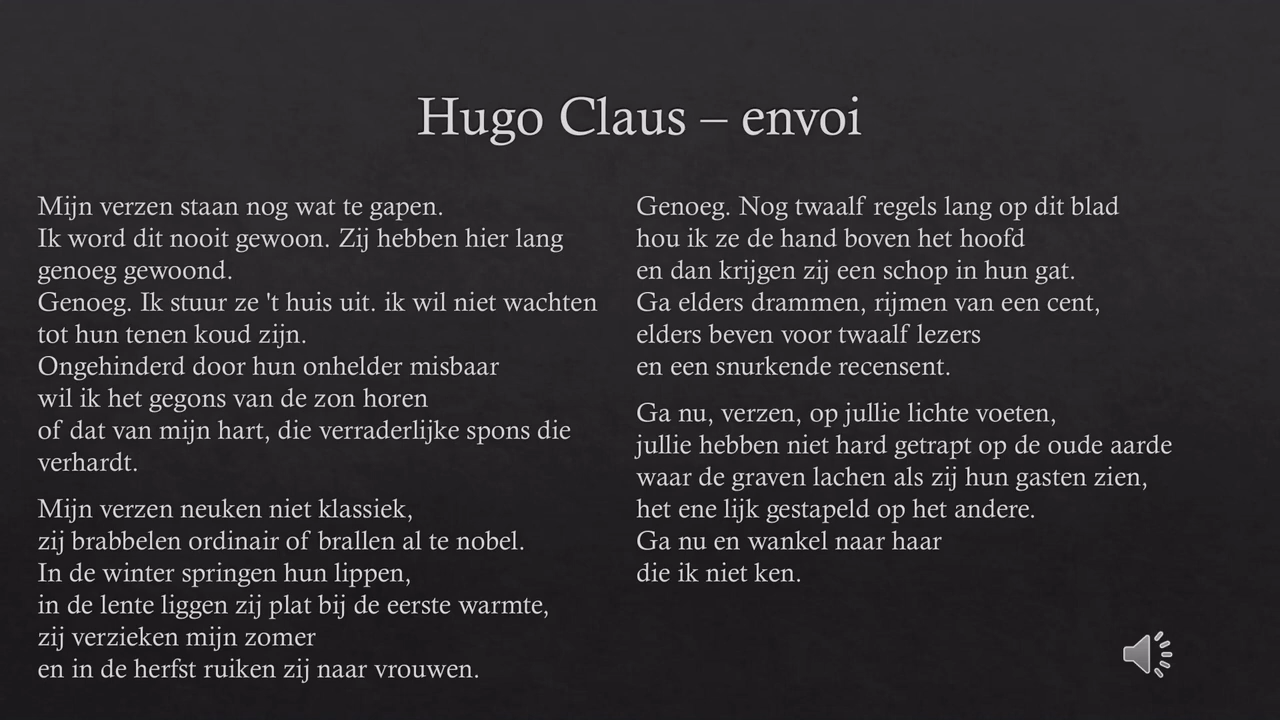 Hugo Claus – envoi
Mijn verzen staan nog wat te gapen.
Ik word dit nooit gewoon. Zij hebben hier lang
genoeg gewoond.
Genoeg. Ik stuur ze 't huis uit. ik wil niet wachten
tot hun tenen koud zijn.
Ongehinderd door hun onhelder misbaar
wil ik het gegons van de zon horen
of dat van mijn hart, die verraderlijke spons die
verhardt.
Mijn verzen neuken niet klassiek,
zij brabbelen ordinair of brallen al te nobel.
In de winter springen hun lippen,
in de lente liggen zij plat bij de eerste warmte,
zij verzieken mijn zomer
en in de herfst ruiken zij naar vrouwen.
Genoeg. Nog twaalf regels lang op dit blad
hou ik ze de hand boven het hoofd
en dan krijgen zij een schop in hun gat.
Ga elders drammen, rijmen van een cent,
elders beven voor twaalf lezers
en een snurkende recensent.
Ga nu, verzen, op jullie lichte voeten,
jullie hebben niet hard getrapt op de oude aarde
waar de graven lachen als zij hun gasten zien,
het ene lijk gestapeld op het andere.
Ga nu en wankel naar haar
die ik niet ken.